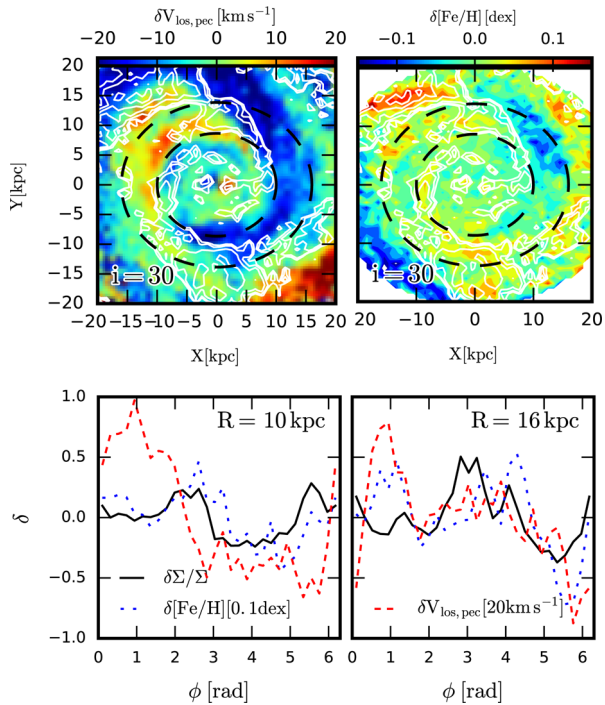 δV_los,pec [km s⁻¹]
δ[Fe/H] [dex]
−20 −10 0 10 20
−0.1 0.0 0.1
Y[kpc]
20
15
10
5
0
−5
−10
−15
−20
i = 30
i = 30
−20 −15 −10 −5 0 5 10 15 20
−20 −10 0 10 20
X[kpc]
X[kpc]
δ
1.0
0.5
0.0
−0.5
−1.0
R = 10 kpc
R = 16 kpc
δΣ/Σ
δ[Fe/H][0.1dex]
δV_los,pec[20km s⁻¹]
0 1 2 3 4 5 6
0 1 2 3 4 5 6
ϕ [rad]
ϕ [rad]